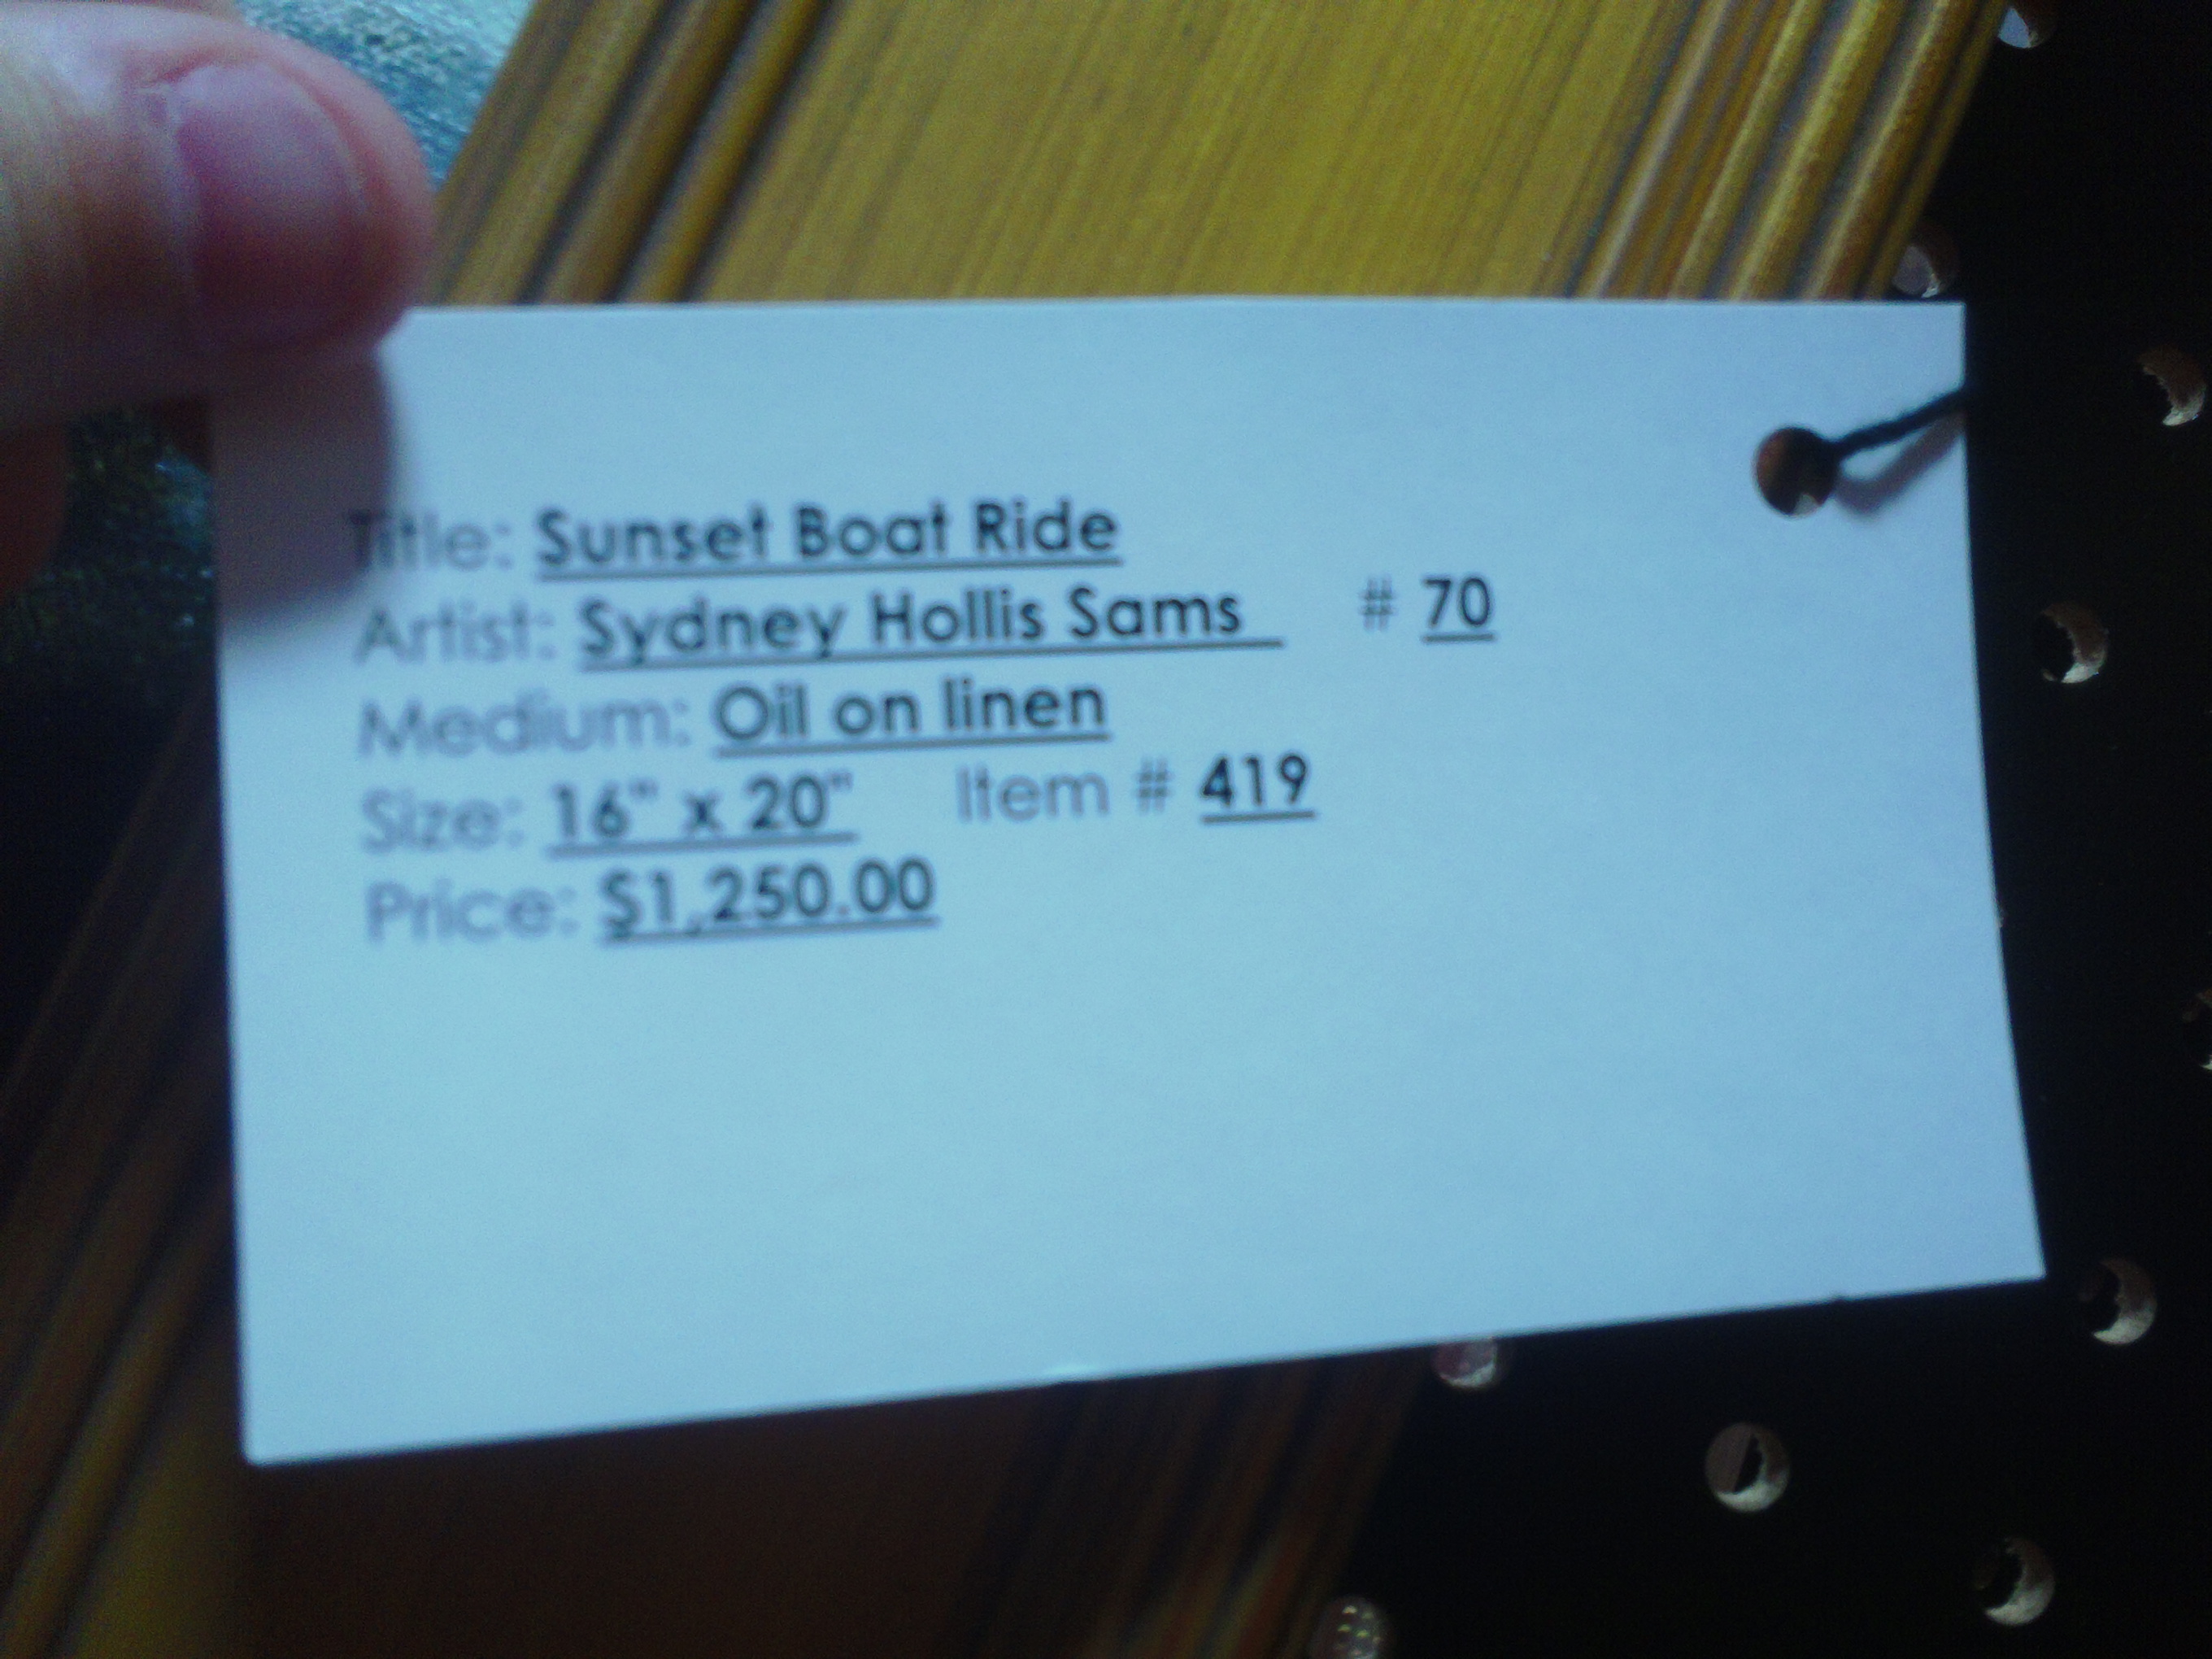 Title: Sunset Boat Ride
Artist: Sydney Hollis Sams # 70
Medium: Oil on linen
Size: 16" x 20" Item # 419
Price: $1,250.00